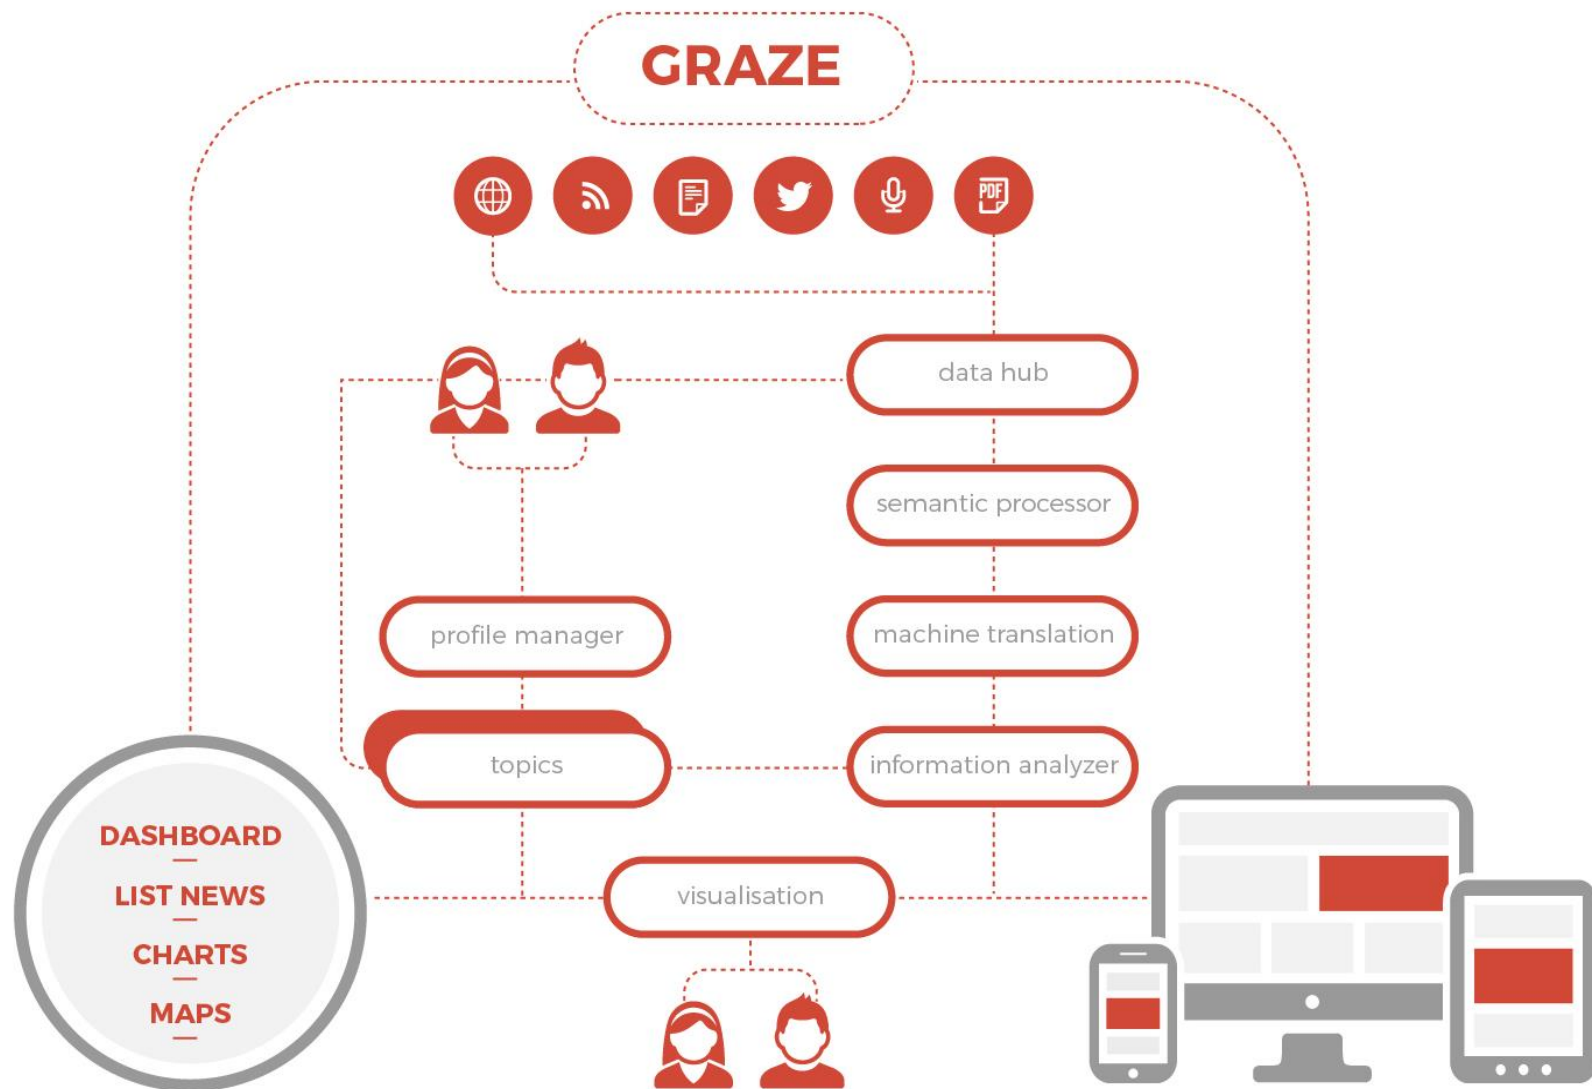 GRAZE
PDF
data hub
semantic processor
profile manager
machine translation
topics
information analyzer
visualisation
DASHBOARD
LIST NEWS
CHARTS
MAPS